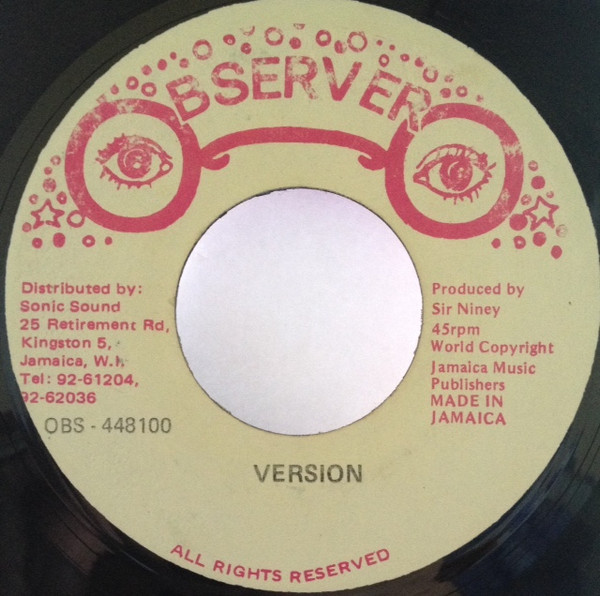 OBSERVER
Distributed by:
Sonic Sound
25 Retirement Rd,
Kingston 5,
Jamaica, W.I.
Tel: 92-61204,
92-62036
OBS - 448100
Produced by
Sir Niney
45rpm
World Copyright
Jamaica Music
Publishers
MADE IN
JAMAICA
VERSION
ALL RIGHTS RESERVED